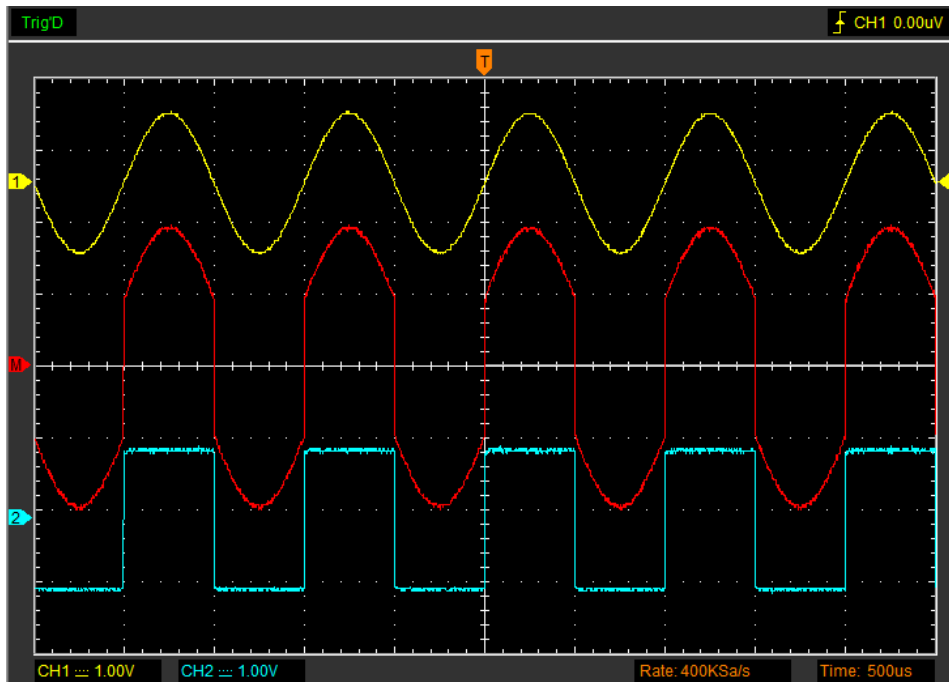 Trig'D
CH1 0.00uV
T
1
M
2
CH1 1.00V
CH2 1.00V
Rate: 400KSa/s
Time: 500us